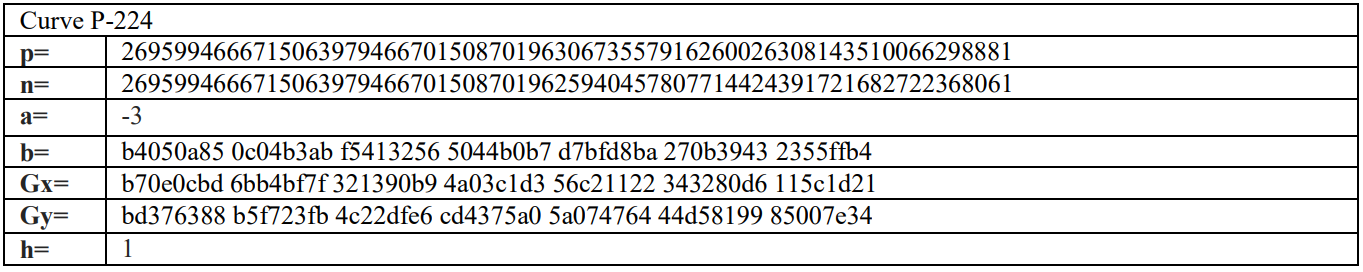 Curve P-224
p= 26959946667150639794667015087019630673557916260026308143510066298881
n= 26959946667150639794667015087019625940457807714424391721682722368061
a= -3
b= b4050a85 0c04b3ab f5413256 5044b0b7 d7bfd8ba 270b3943 2355ffb4
Gx= b70e0cbd 6bb4bf7f 321390b9 4a03c1d3 56c21122 343280d6 115c1d21
Gy= bd376388 b5f723fb 4c22dfe6 cd4375a0 5a074764 44d58199 85007e34
h= 1